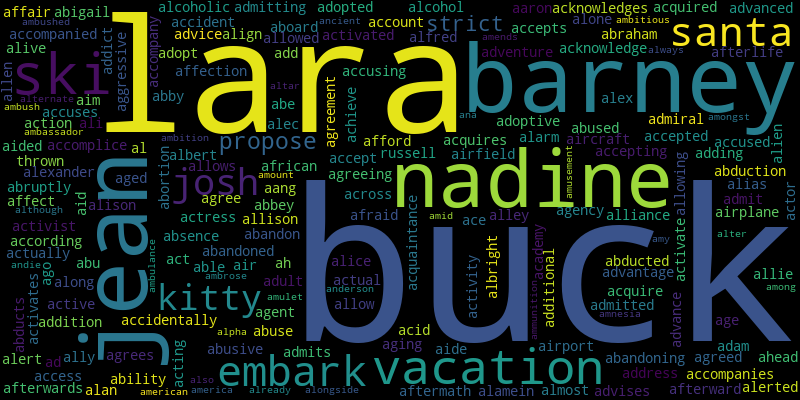 affair abigail alcoholic admitting adopted alcohol acknowledges acquired advanced
ambushed accident aboard account strict aaron alone ambitious santa
accompanied addict advice align allowed activated alfred accepts abraham
alive aggressive accompany lara adopt add adventure amends acknowledge always afterlife
ski allen affection accusing barney
alternate aim abby altar abe achieve alex
ambush accuses agreement ana adoptive abused admiral amongst
action ali alec afford acquires alarm accepted accused alien
ambassador accomplice ambition propose aircraft
aided al albert african accept russell airfield accepting adding
thrown abortion allows amount agreeing amusement abduction
alexander aged josh aang across nadine alias
abruptly aid agree abbey afraid ace alley agency alliance allowing admit actor
affect alison actress allison amid airplane
although jean absence abandon acquaintance academy alter
activist according abandoned alice albright abducted activate amy among
actually act able air ah actual activity additional advantage allie
andie ago abu ambulance ambrose anderson buck
along kitty adult allow ammunition acquire advance
activates active amulet agent admitted amnesia age
abducts addition accidentally alpha abuse acid adam
alert ad ally agrees acting abusive admits aging aide airport abandoning agreed ahead
access ability embark vacation address accompanies
afterwards alan american also america already alongside aftermath alamein almost advises afterward alerted